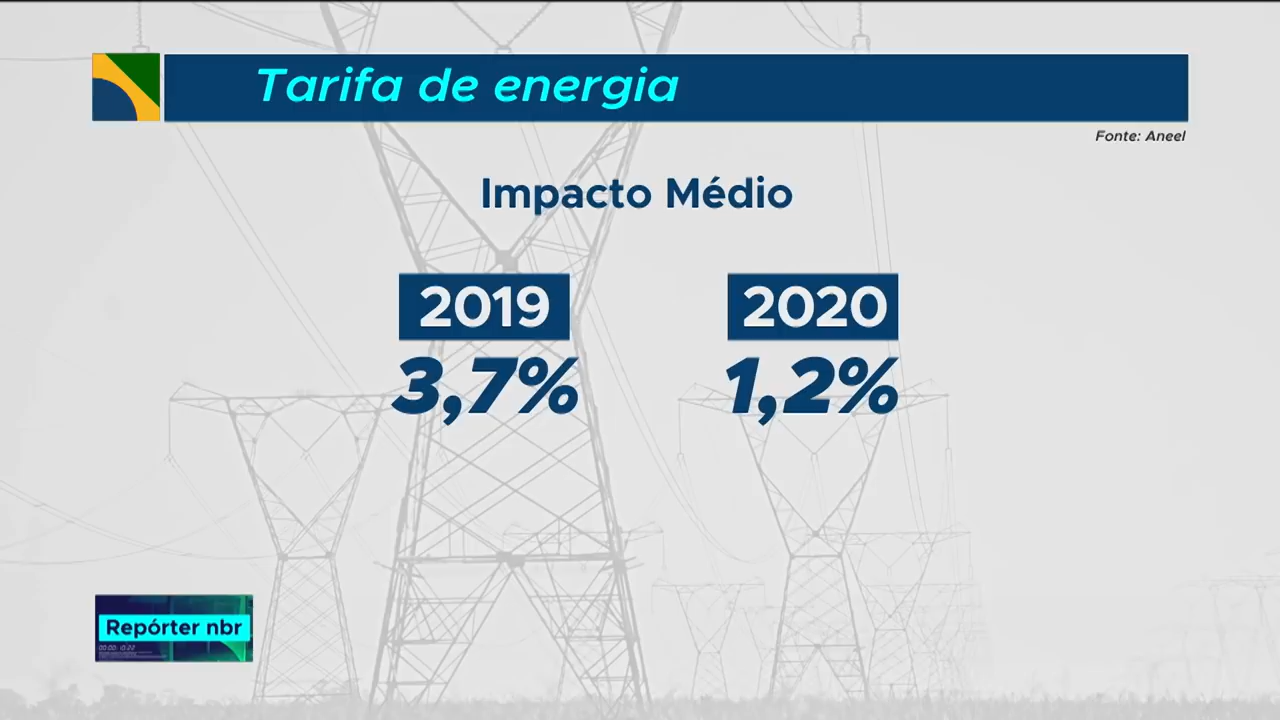 Tarifa de energia
Fonte: Aneel
Impacto Médio
2019 2020
3,7% 1,2%
Repórter nbr